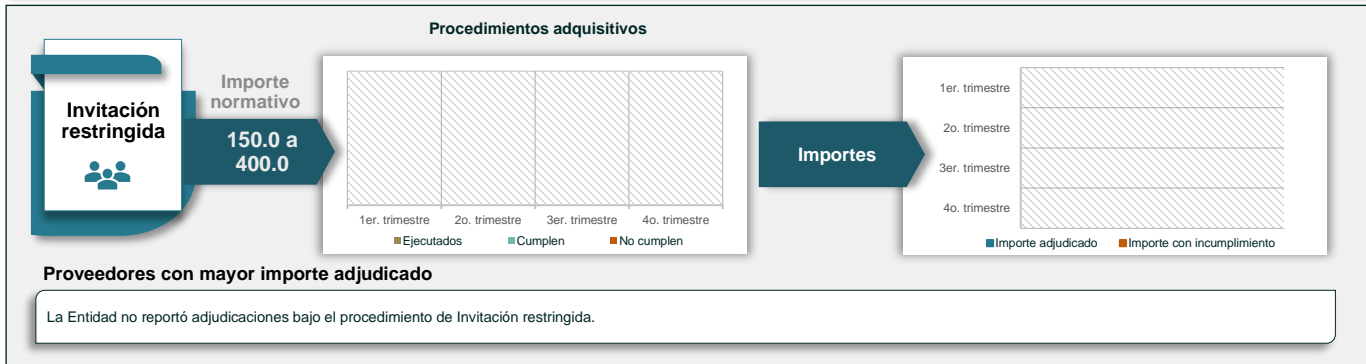 Procedimientos adquisitivos
Invitación
restringida
Importe
normativo
150.0 a
400.0
1er. trimestre
2o. trimestre
3er. trimestre
4o. trimestre
Ejecutados
Cumplen
No cumplen
Importes
1er. trimestre
2o. trimestre
3er. trimestre
4o. trimestre
Importe adjudicado
Importe con incumplimiento
Proveedores con mayor importe adjudicado
La Entidad no reportó adjudicaciones bajo el procedimiento de Invitación restringida.